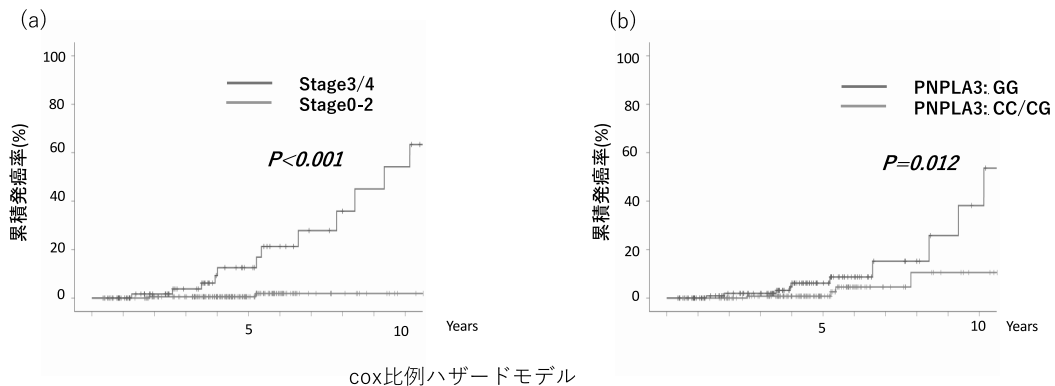 (a)
100
80
60
40
20
0
累積発癌率(%)
Stage3/4
Stage0-2
P<0.001
5
10
Years
(b)
100
80
60
40
20
0
累積発癌率(%)
PNPLA3: GG
PNPLA3: CC/CG
P=0.012
5
10
Years
cox比例ハザードモデル